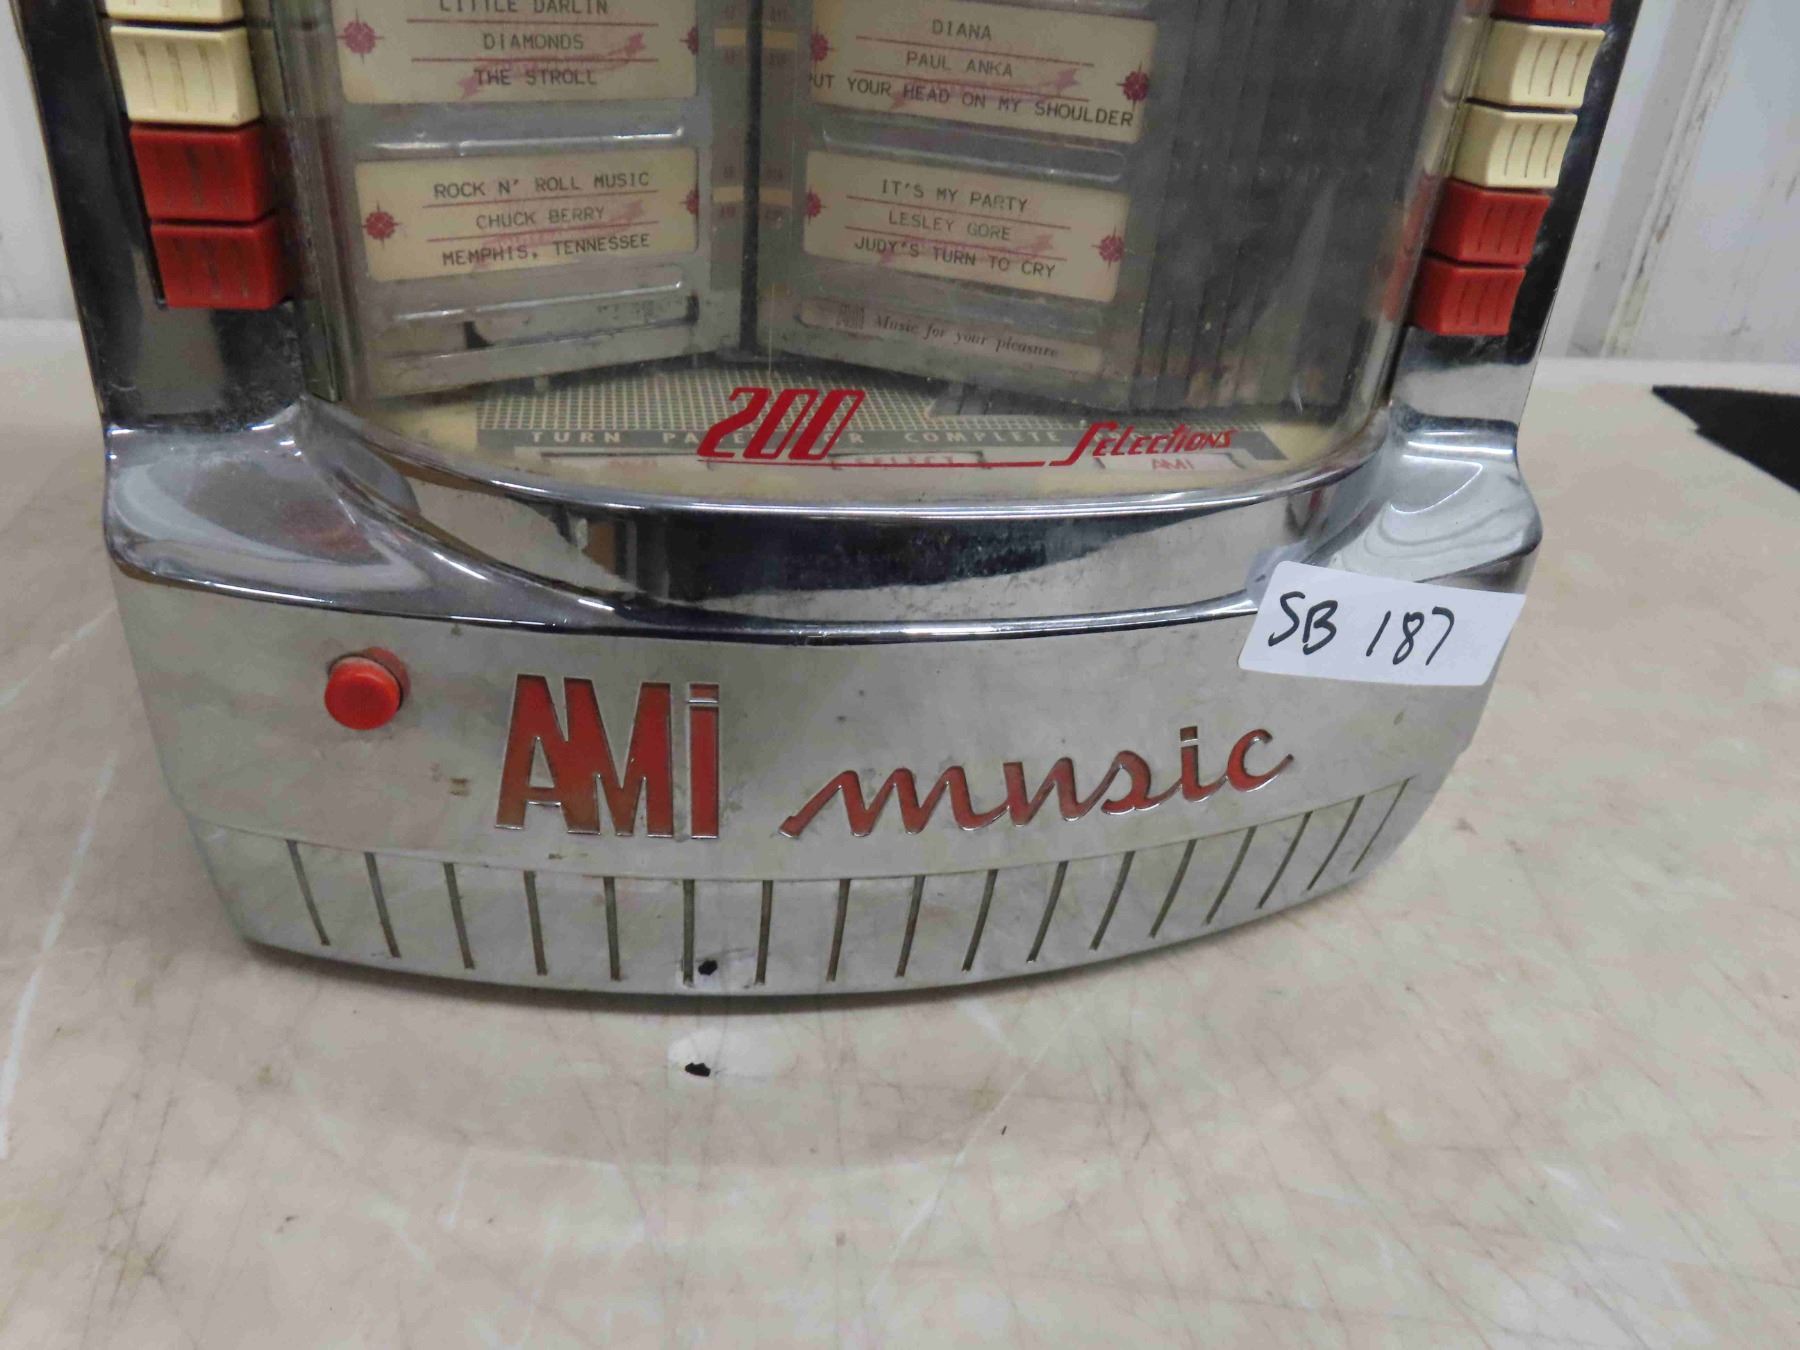 LITTLE DARLIN
DIAMONDS
THE STROLL
ROCK N' ROLL MUSIC
CHUCK BERRY
MEMPHIS, TENNESSEE
DIANA
PAUL ANKA
PUT YOUR HEAD ON MY SHOULDER
IT'S MY PARTY
LESLEY GORE
JUDY'S TURN TO CRY
Music for your pleasure
200 Selections
TURN COMPLETE
SELECT AMI
SB 187
AMi music